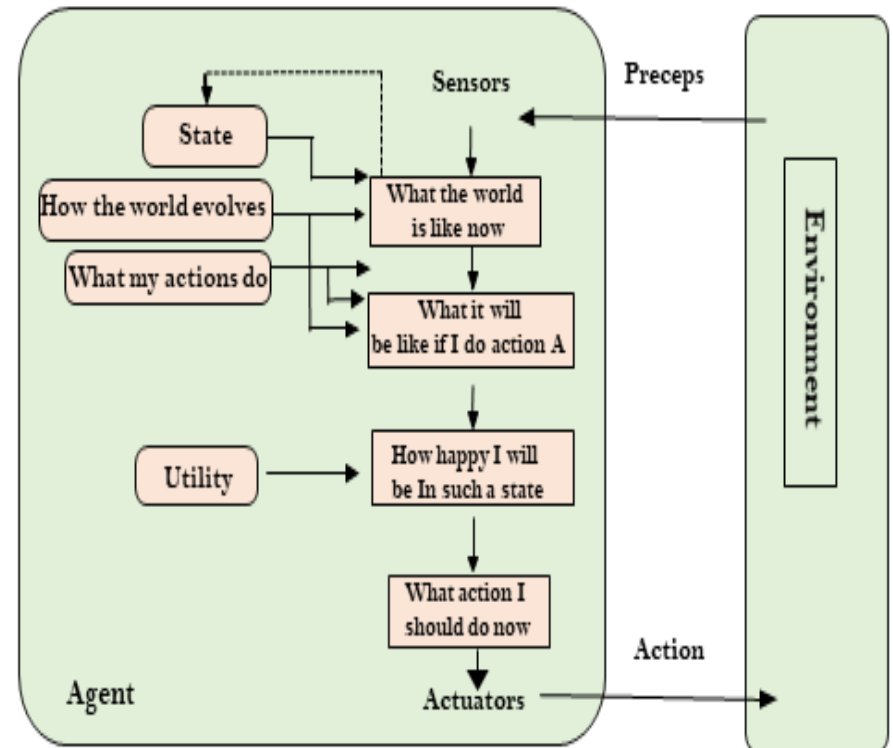 Sensors
Preceps
State
What the world
is like now
How the world evolves
What my actions do
What it will
be like if I do action A
Environment
How happy I will
be In such a state
Utility
What action I
should do now
Action
Agent
Actuators